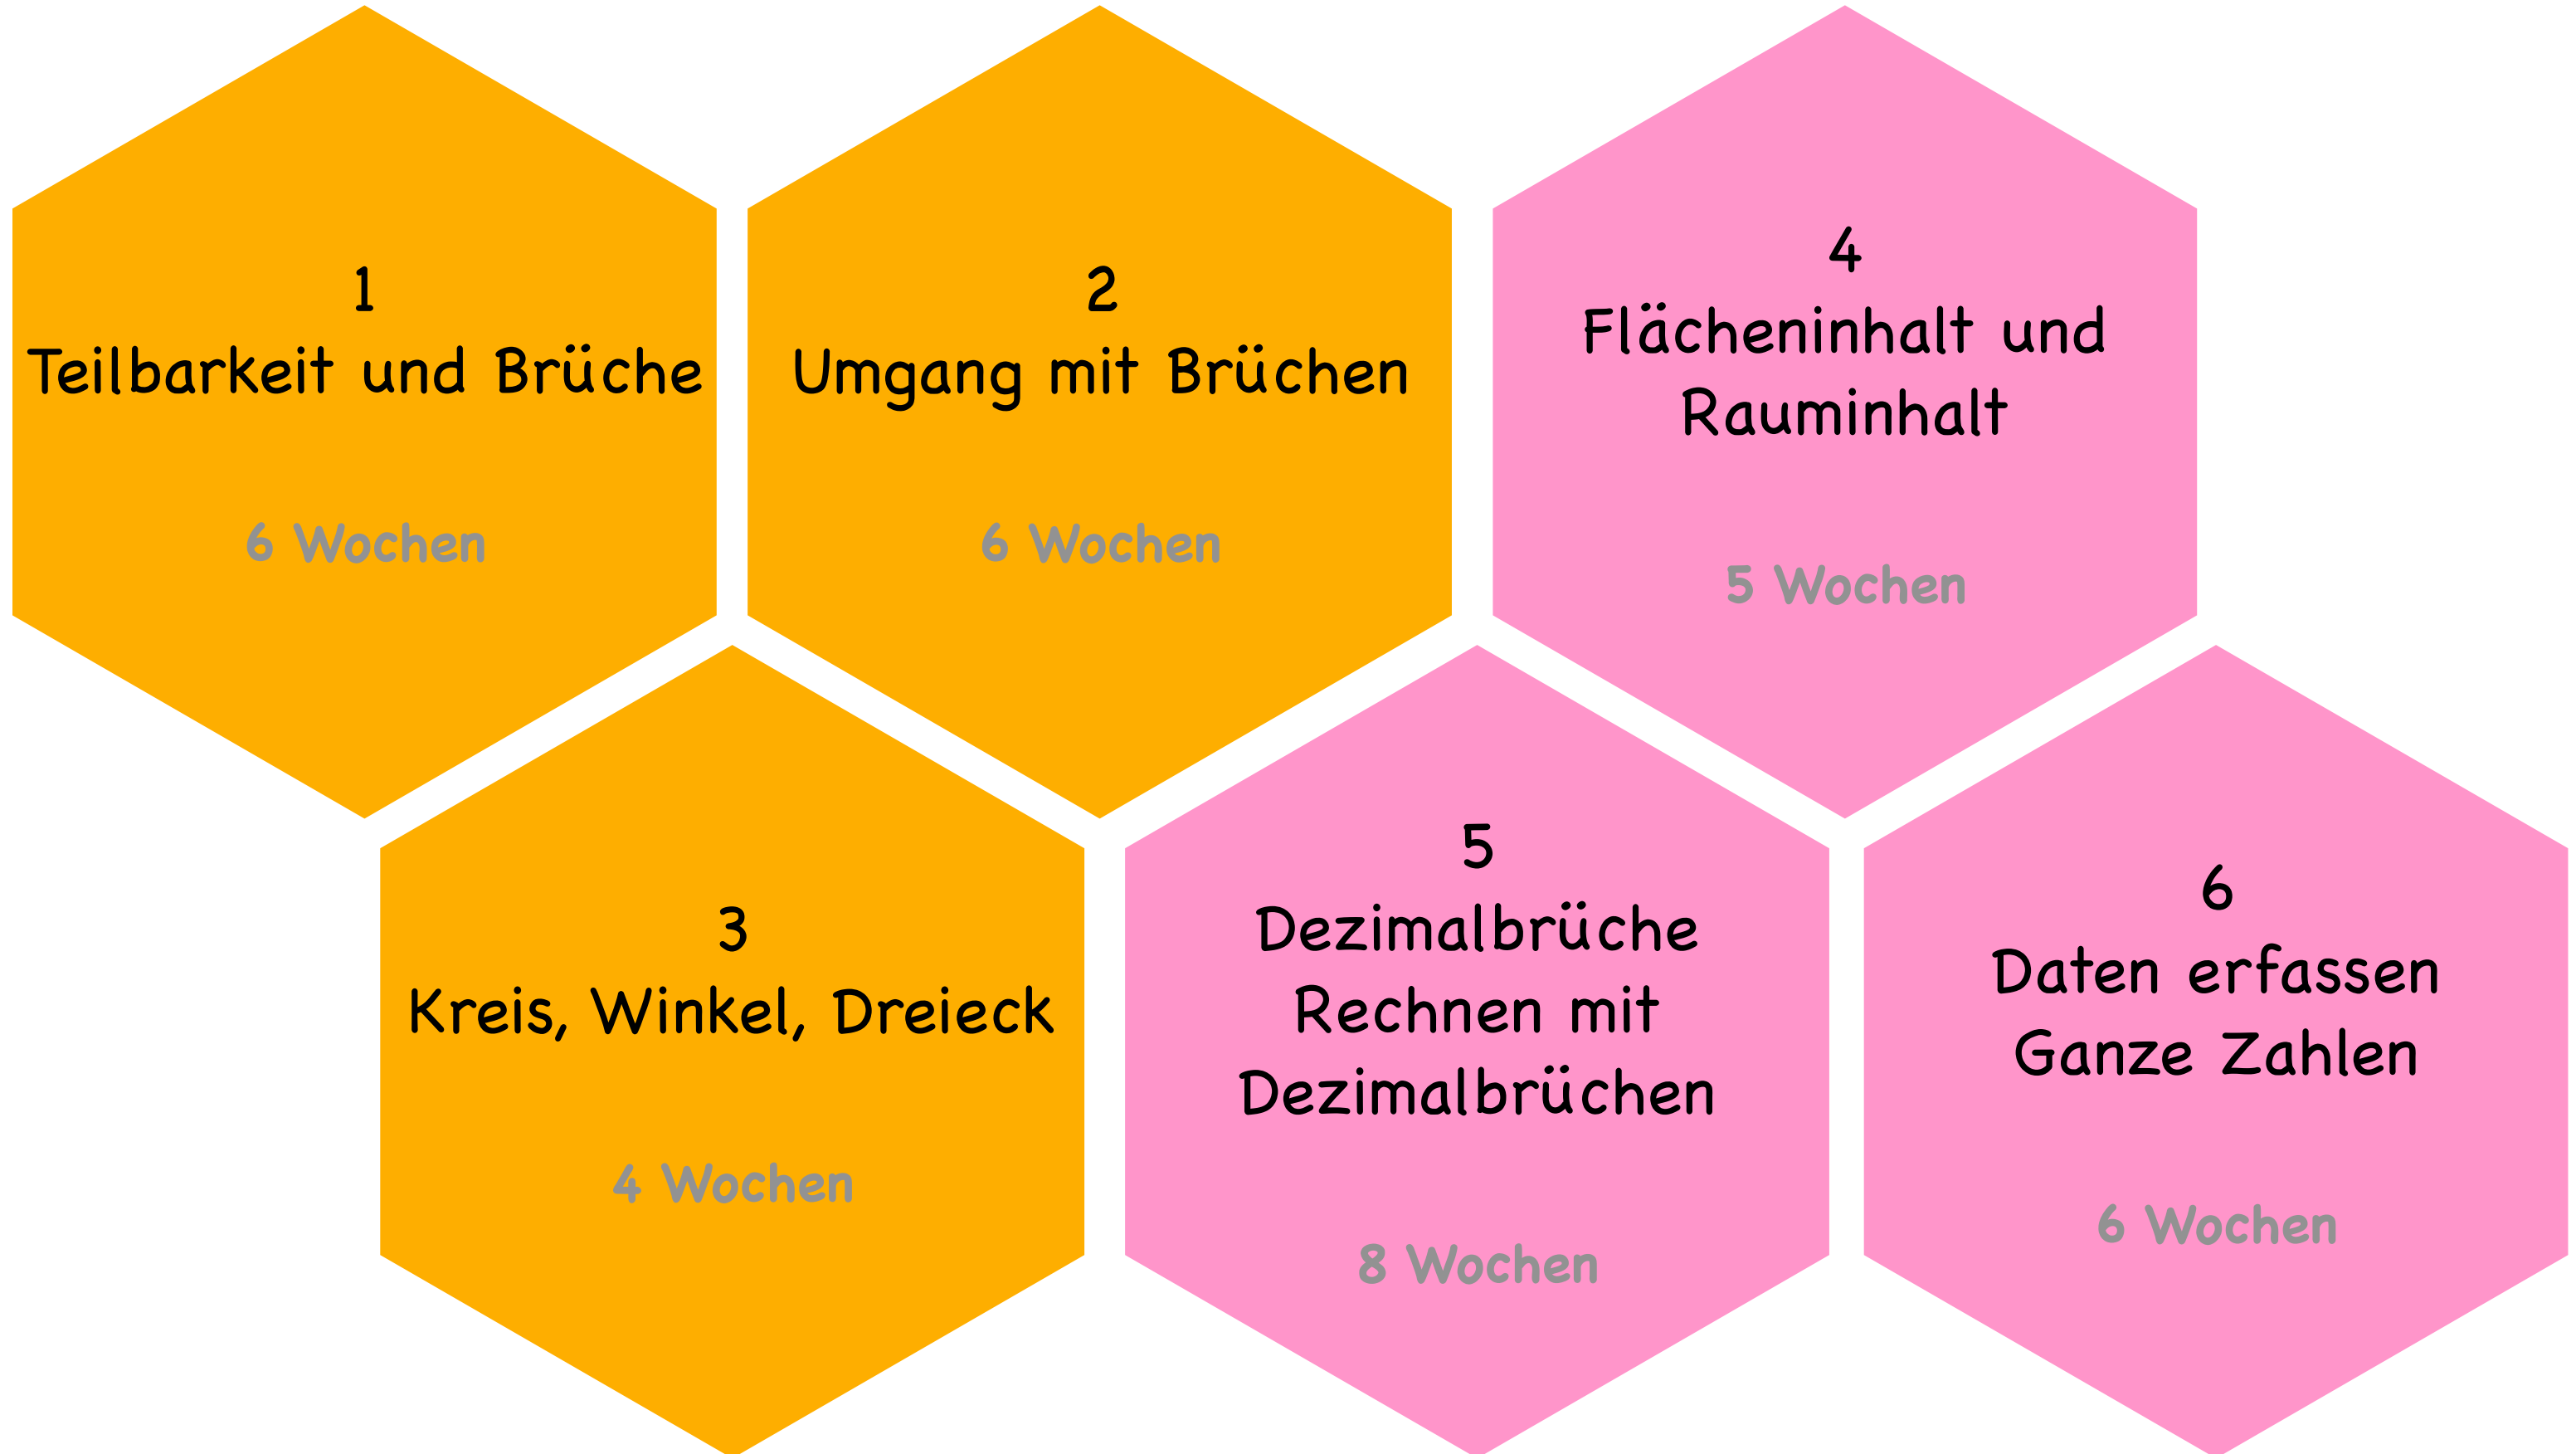 1
Teilbarkeit und Brüche
6 Wochen
2
Umgang mit Brüchen
6 Wochen
3
Kreis, Winkel, Dreieck
4 Wochen
4
Flächeninhalt und
Rauminhalt
5 Wochen
5
Dezimalbrüche
Rechnen mit
Dezimalbrüchen
8 Wochen
6
Daten erfassen
Ganze Zahlen
6 Wochen